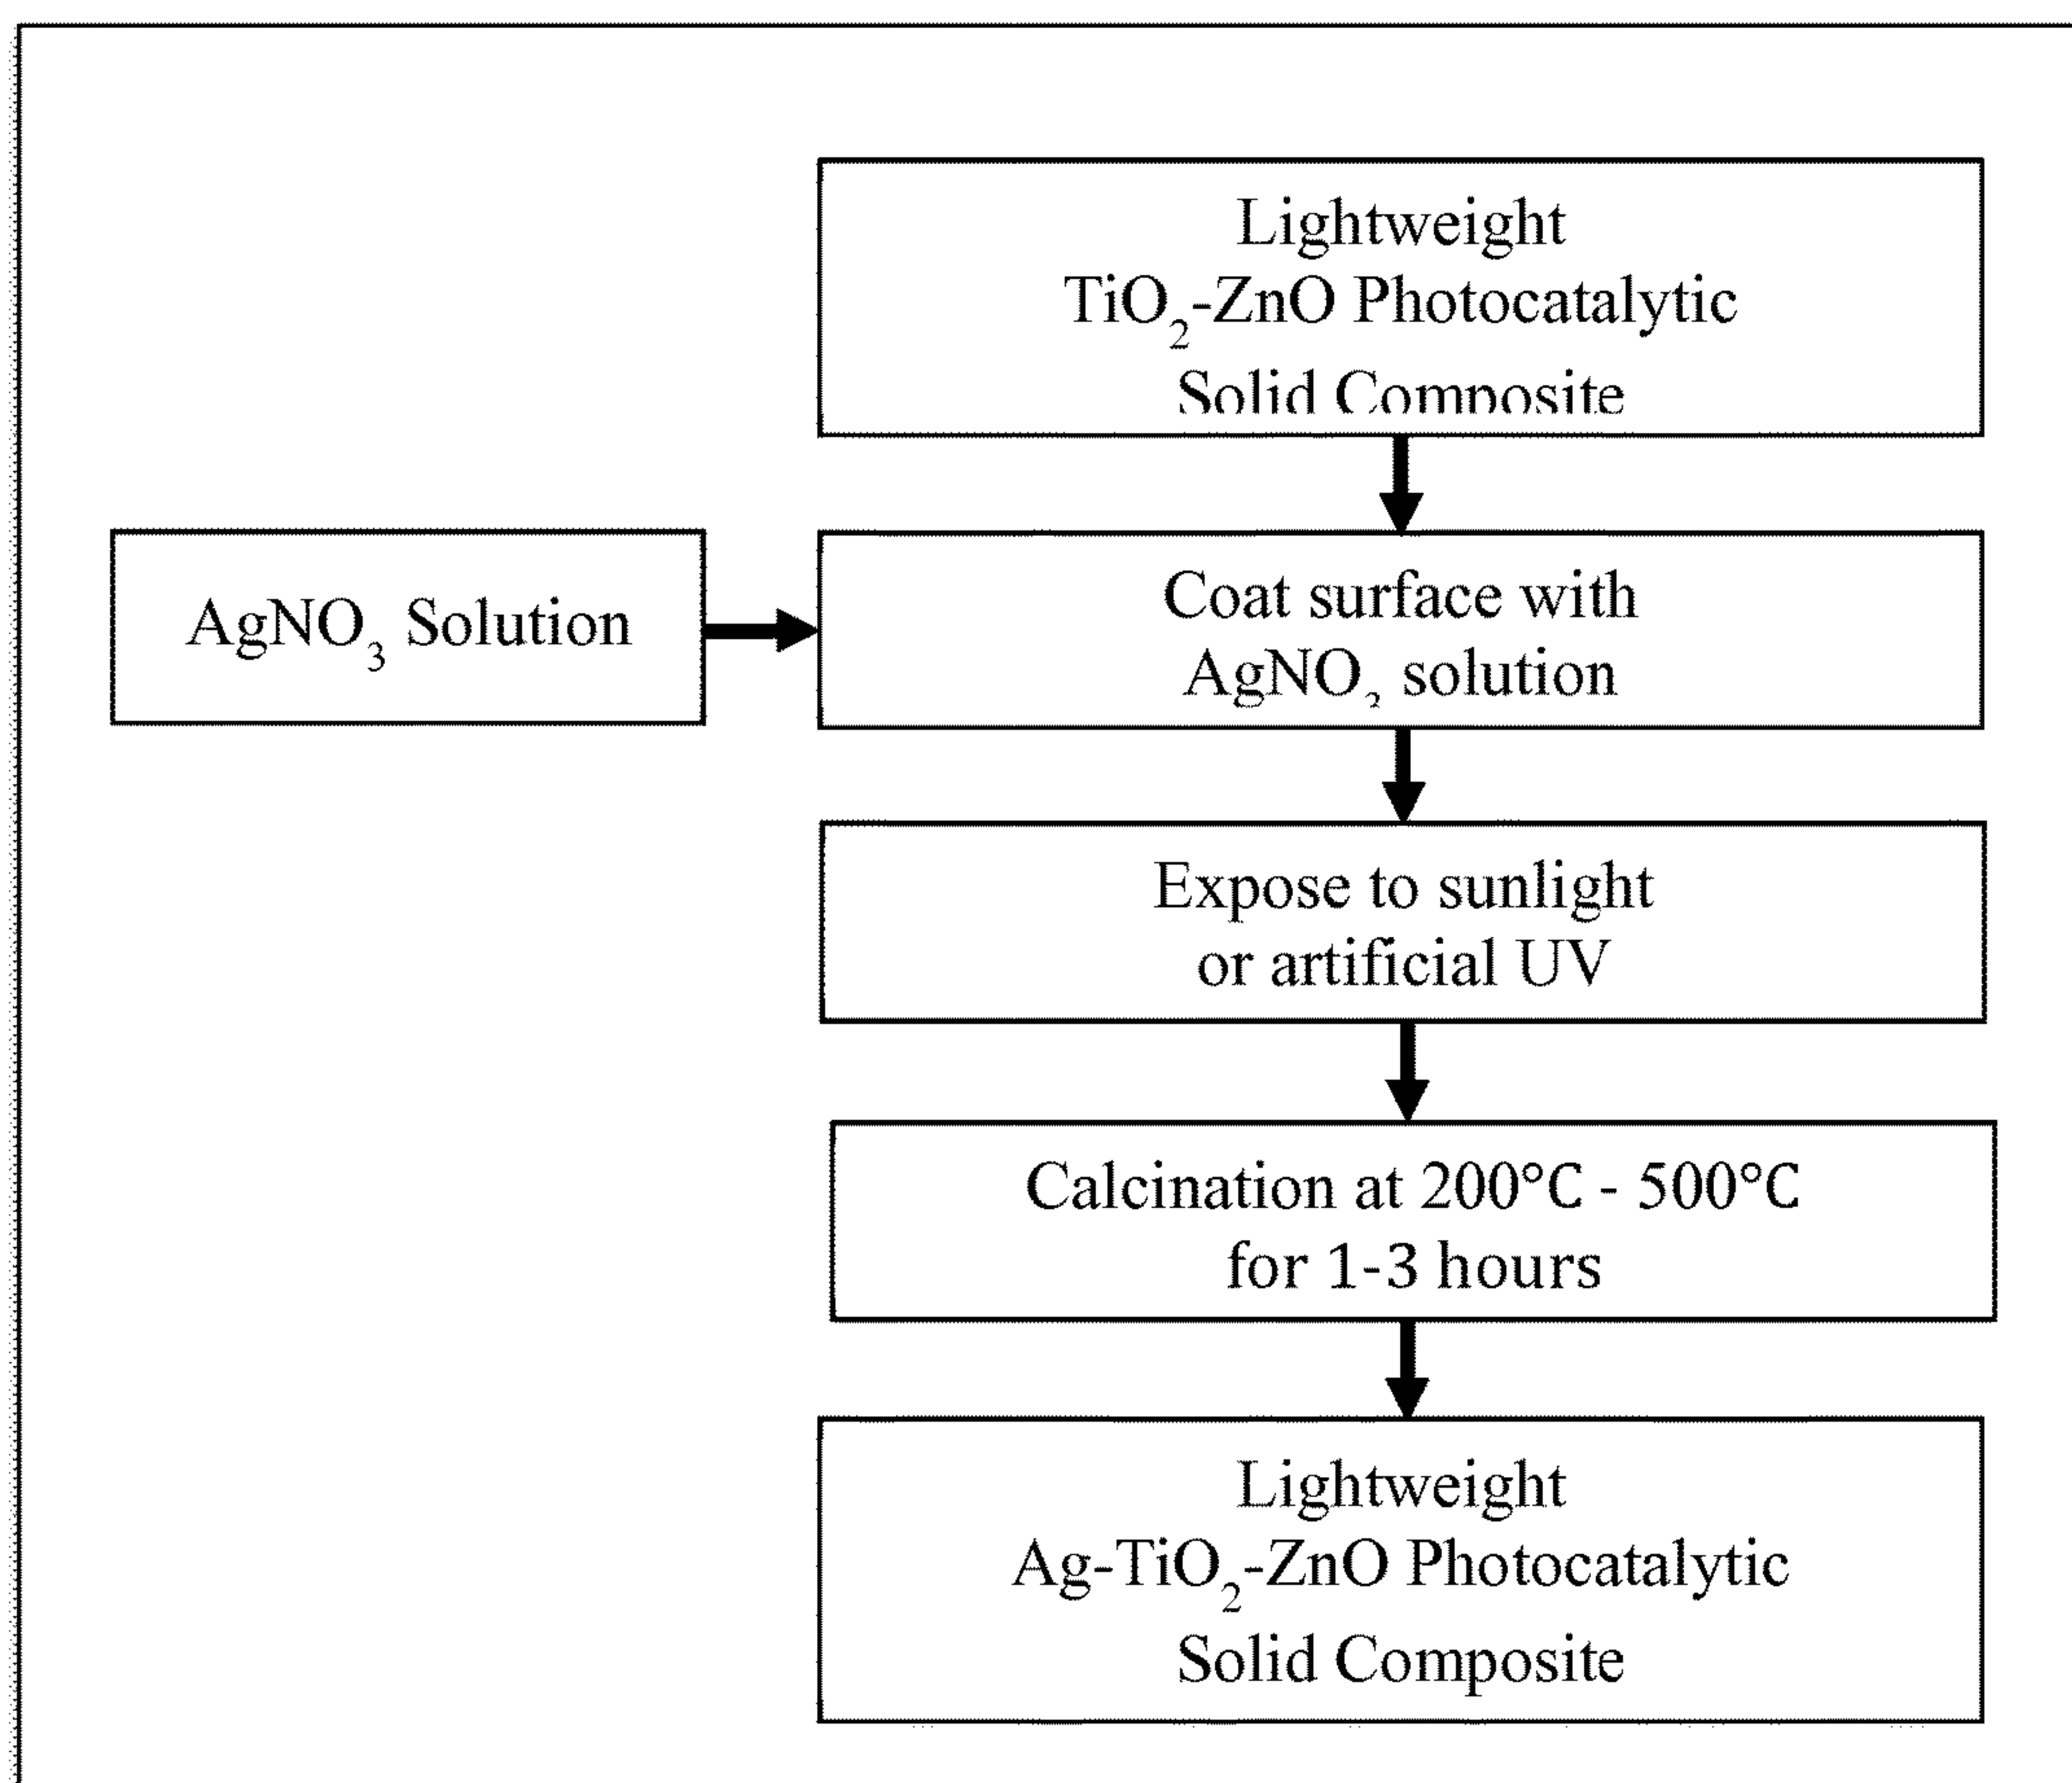 Lightweight
TiO₂-ZnO Photocatalytic
Solid Composite
AgNO₃ Solution
Coat surface with
AgNO₃ solution
Expose to sunlight
or artificial UV
Calcination at 200°C - 500°C
for 1-3 hours
Lightweight
Ag-TiO₂-ZnO Photocatalytic
Solid Composite